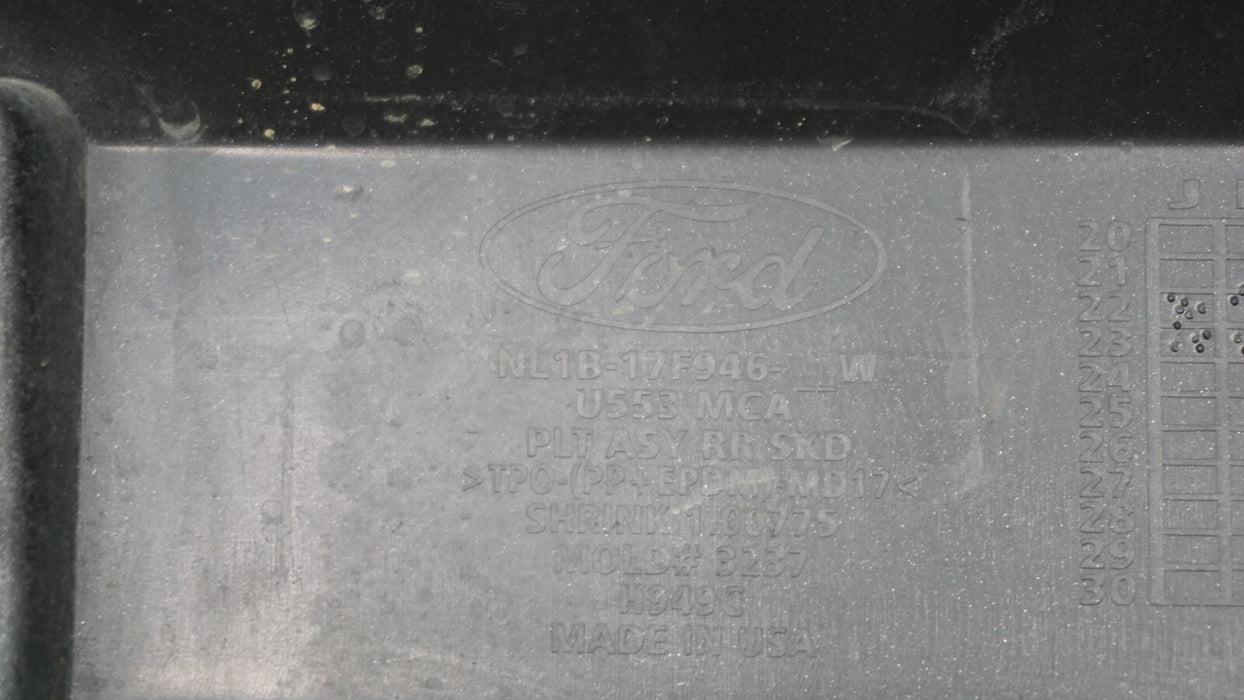 Ford
NL1B-17F946-__W
U553 MCA
PLT ASY RR SKD
>TPO-(PP+EPDM)-MD17<
SHRINK 1.00775
MOLD# 3237
H949C
MADE IN USA
J
20
21
22
23
24
25
26
27
28
29
30